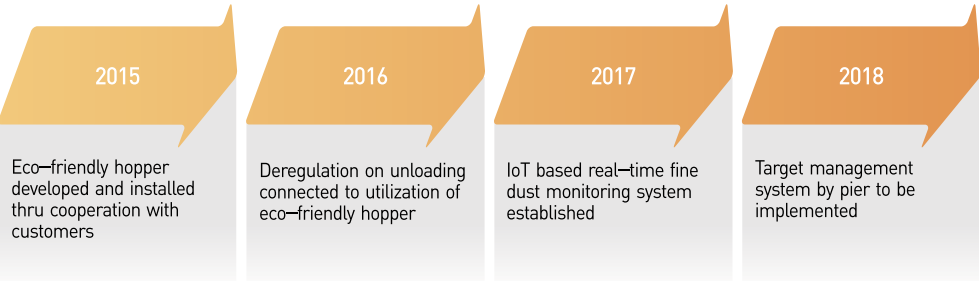 2015
Eco–friendly hopper
developed and installed
thru cooperation with
customers
2016
Deregulation on unloading
connected to utilization of
eco–friendly hopper
2017
IoT based real–time fine
dust monitoring system
established
2018
Target management
system by pier to be
implemented